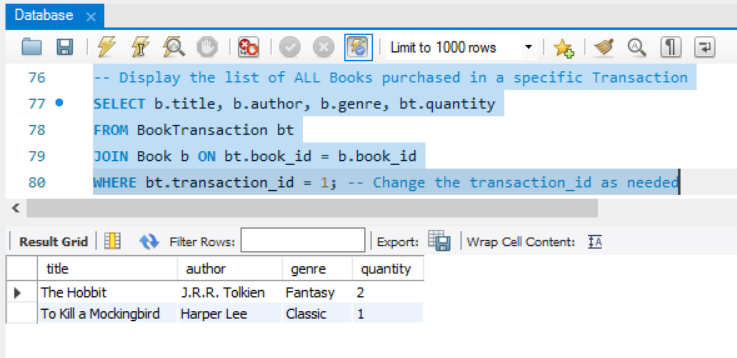 Database
Limit to 1000 rows
76 -- Display the list of ALL Books purchased in a specific Transaction
77 SELECT b.title, b.author, b.genre, bt.quantity
78 FROM BookTransaction bt
79 JOIN Book b ON bt.book_id = b.book_id
80 WHERE bt.transaction_id = 1; -- Change the transaction_id as needed
Result Grid Filter Rows: Export: Wrap Cell Content:
title author genre quantity
The Hobbit J.R.R. Tolkien Fantasy 2
To Kill a Mockingbird Harper Lee Classic 1